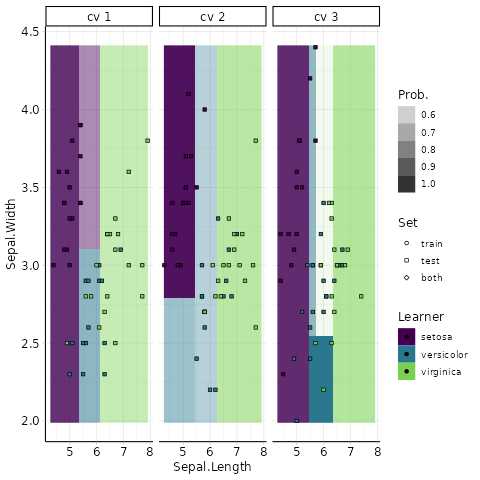 cv 1 cv 2 cv 3
4.5
4.0
3.5
3.0
2.5
2.0
Sepal.Width
5 6 7 8 5 6 7 8 5 6 7 8
Sepal.Length
Prob.
0.6
0.7
0.8
0.9
1.0
Set
train
test
both
Learner
setosa
versicolor
virginica